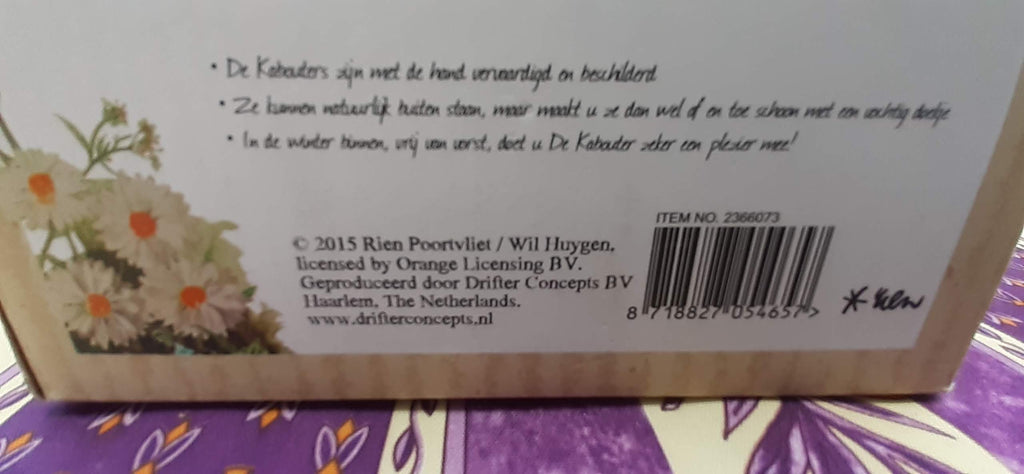 • De Kabouters zijn met de hand vervaardigd en beschilderd
• Ze kunnen natuurlijk buiten staan, maar maakt u ze dan wel af en toe schoon met een vochtig doekje
• In de winter binnen, vrij van vorst, doet u De Kabouter zeker een plezier mee!
ITEM NO. 2366073
© 2015 Rien Poortvliet / Wil Huygen,
licensed by Orange Licensing BV.
Geproduceerd door Drifter Concepts BV
Haarlem, The Netherlands.
www.drifterconcepts.nl
8 718827 054657 >